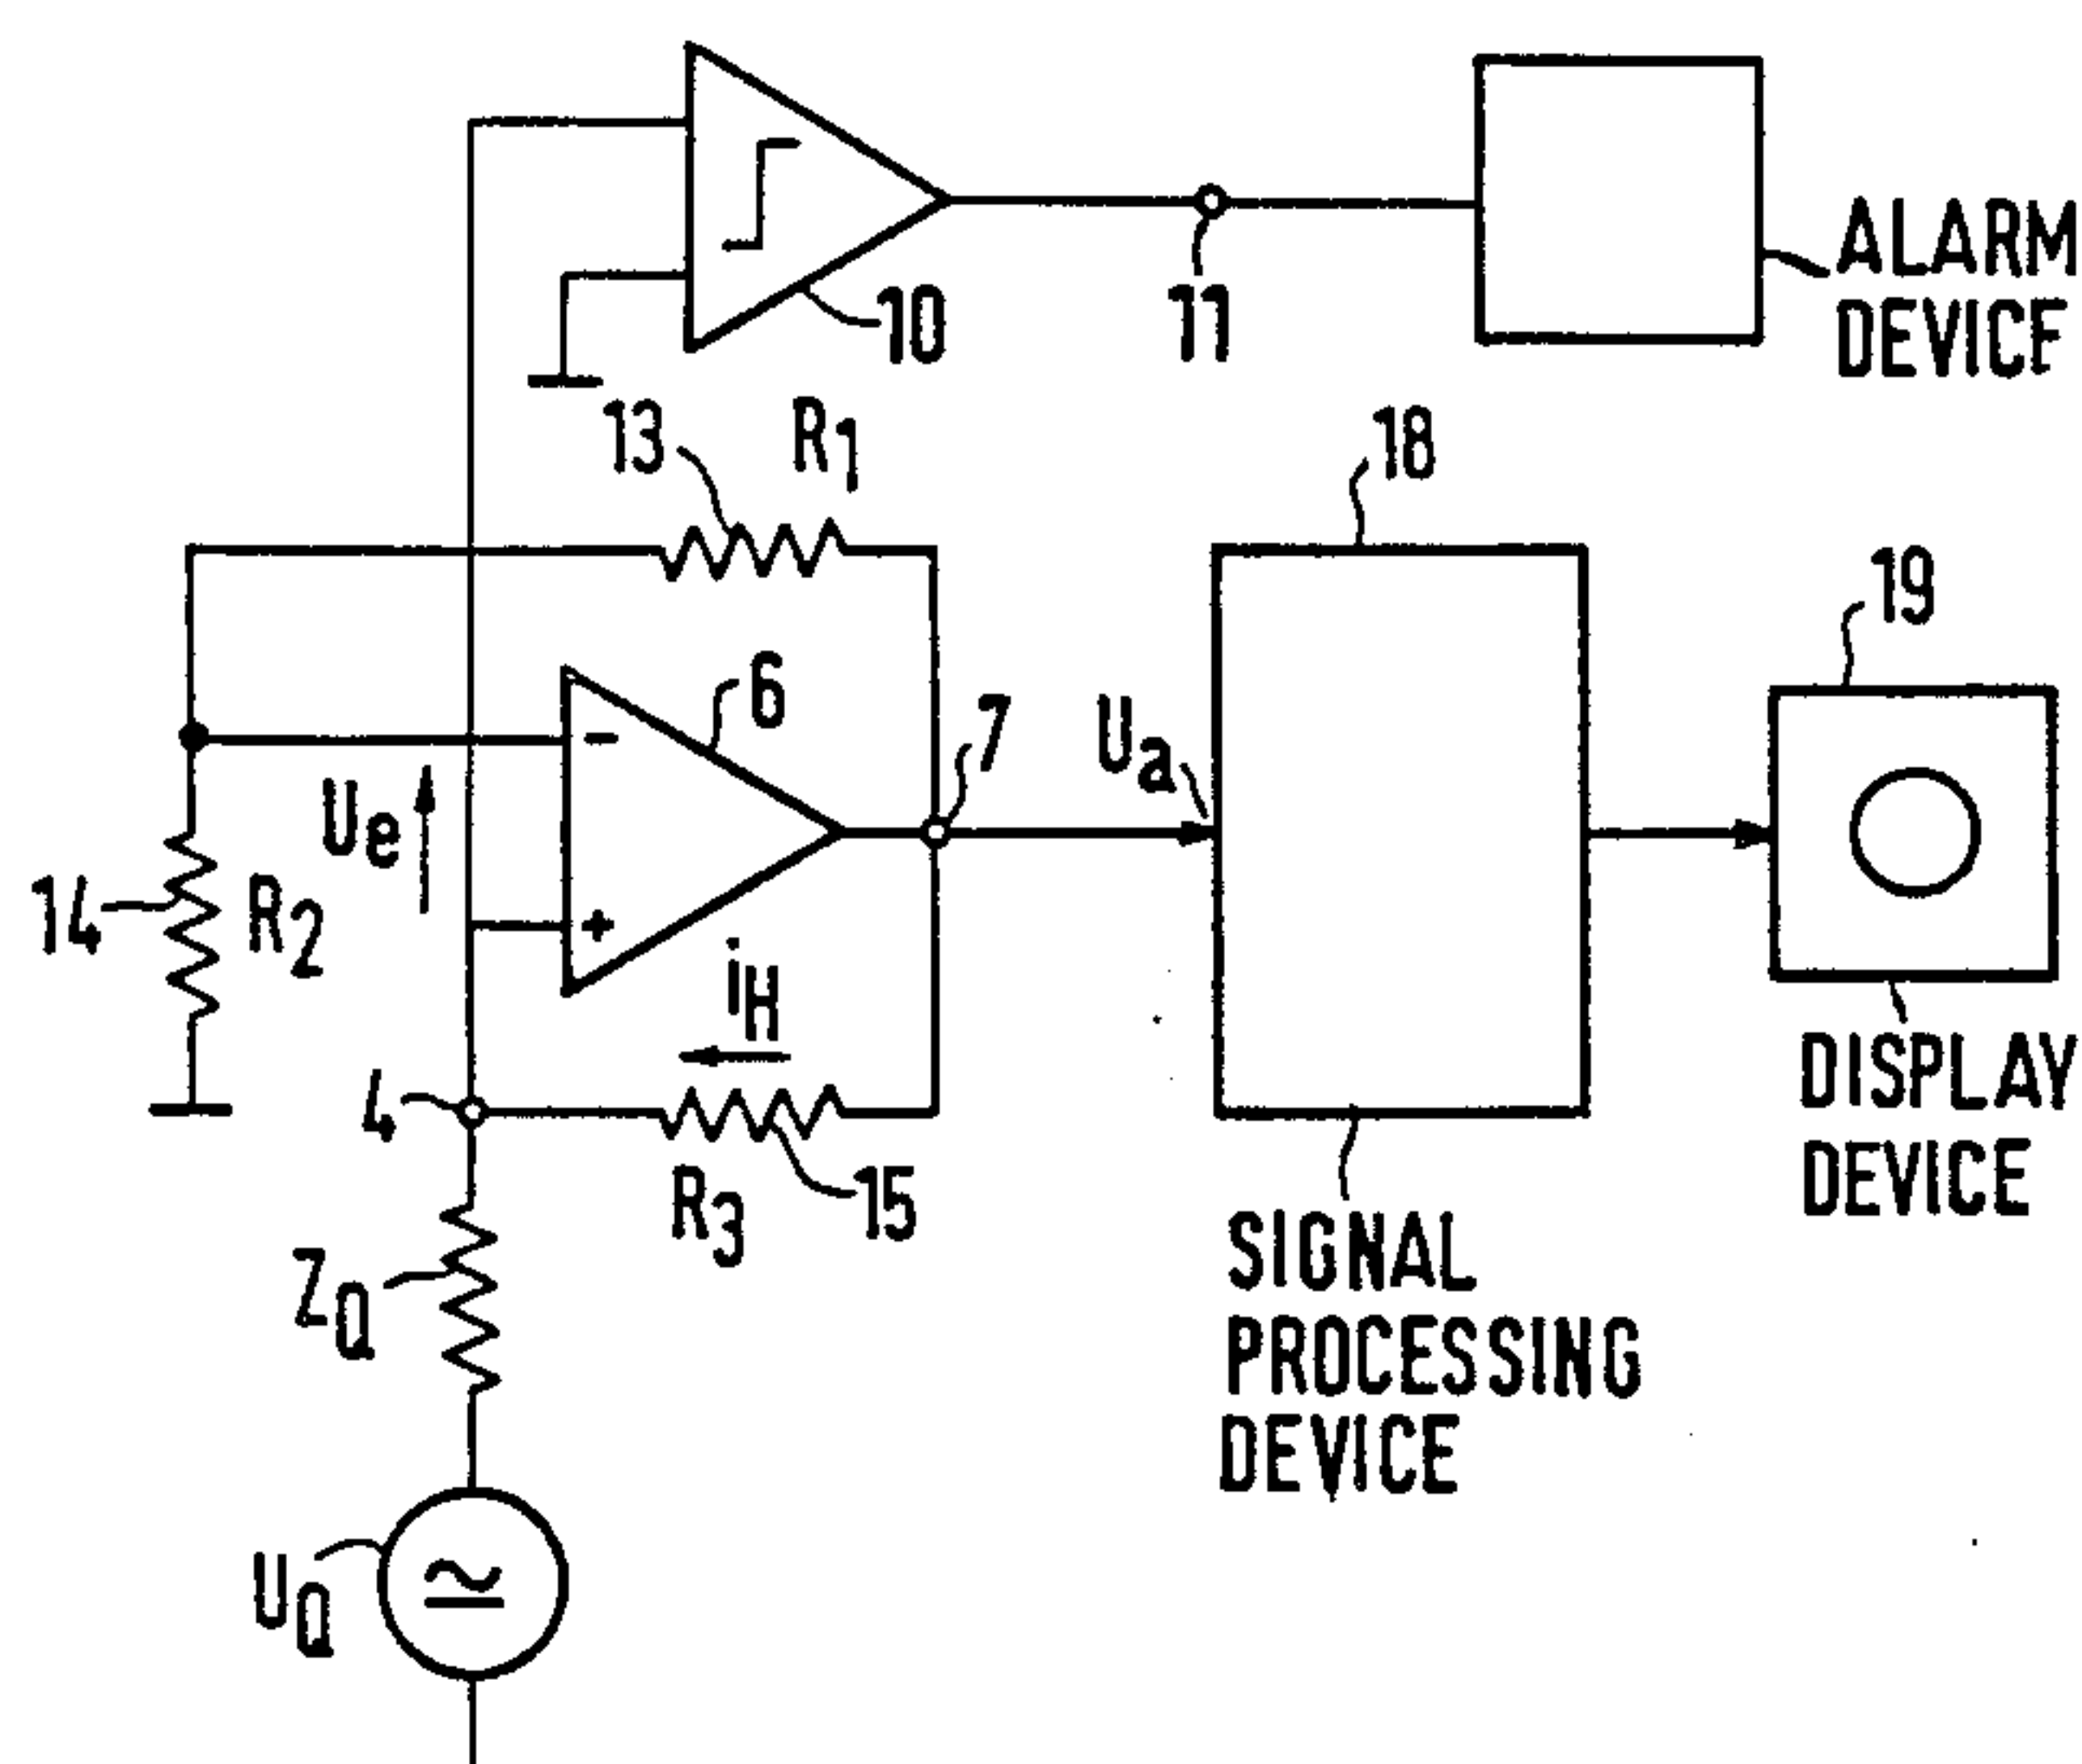 10
11
ALARM
DEVICE
13
R1
18
19
6
7
Ua
Ue
14
R2
iH
4
R3
15
DISPLAY
DEVICE
ZQ
SIGNAL
PROCESSING
DEVICE
UQ
- 
+